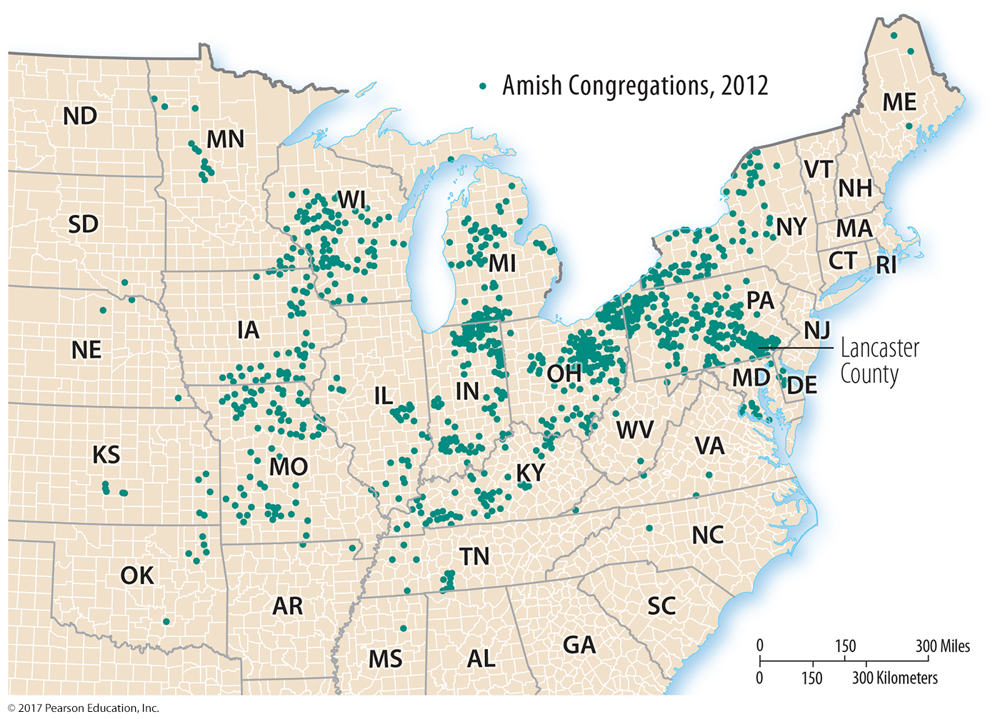 Amish Congregations, 2012
ME
ND
MN
VT
NH
WI
SD
NY
MA
MI
CT
RI
PA
IA
NJ
NE
Lancaster
County
OH
MD
DE
IN
IL
WV
VA
KS
MO
KY
NC
TN
OK
AR
SC
GA
MS
AL
0 150 300 Miles
0 150 300 Kilometers
© 2017 Pearson Education, Inc.